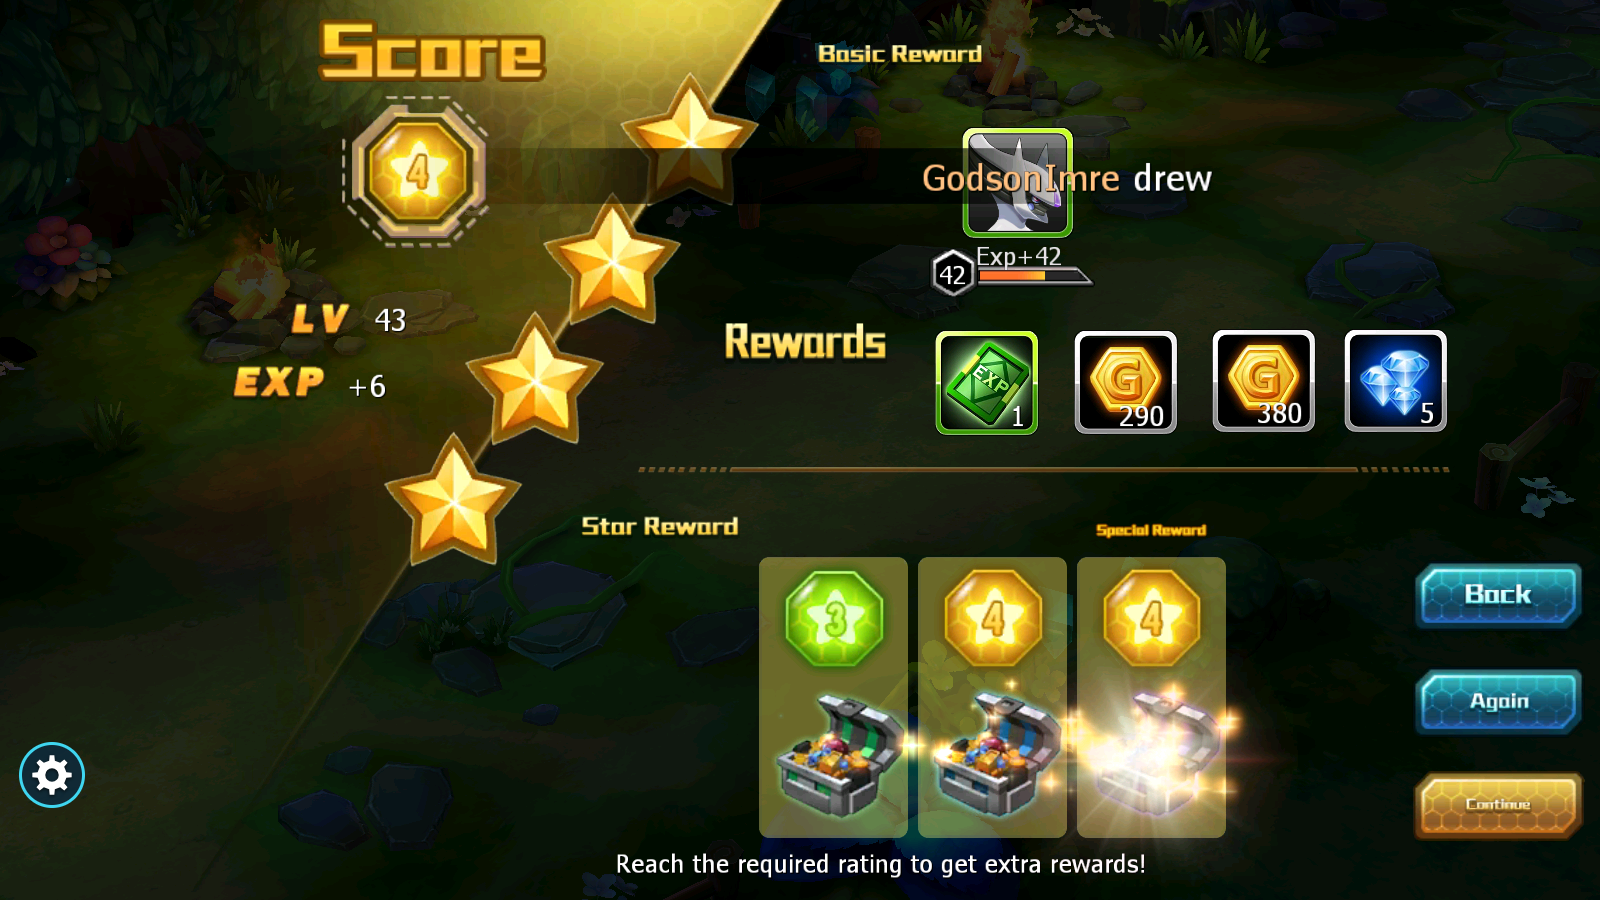 Score
Basic Reward
4
GodsonImre drew
Exp+42
42
LV 43
EXP +6
Rewards
EXP
1
G
290
G
380
5
Star Reward
Special Reward
3
4
4
Back
Again
Continue
Reach the required rating to get extra rewards!